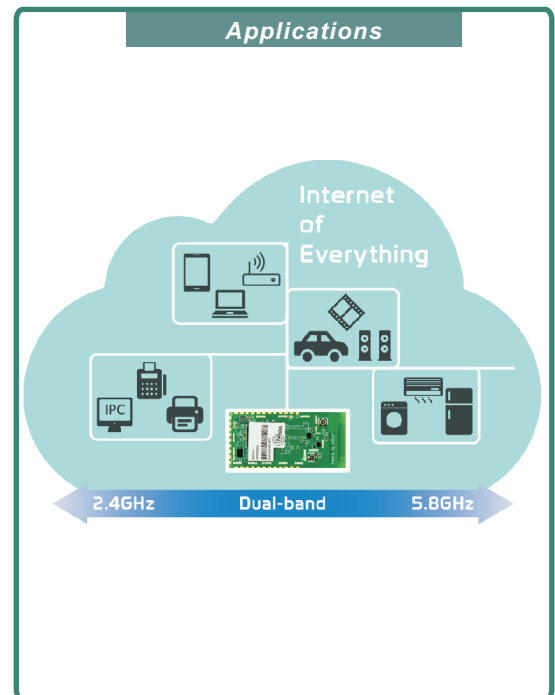 Applications
Internet
of
Everything
IPC
2.4GHz
Dual-band
5.8GHz